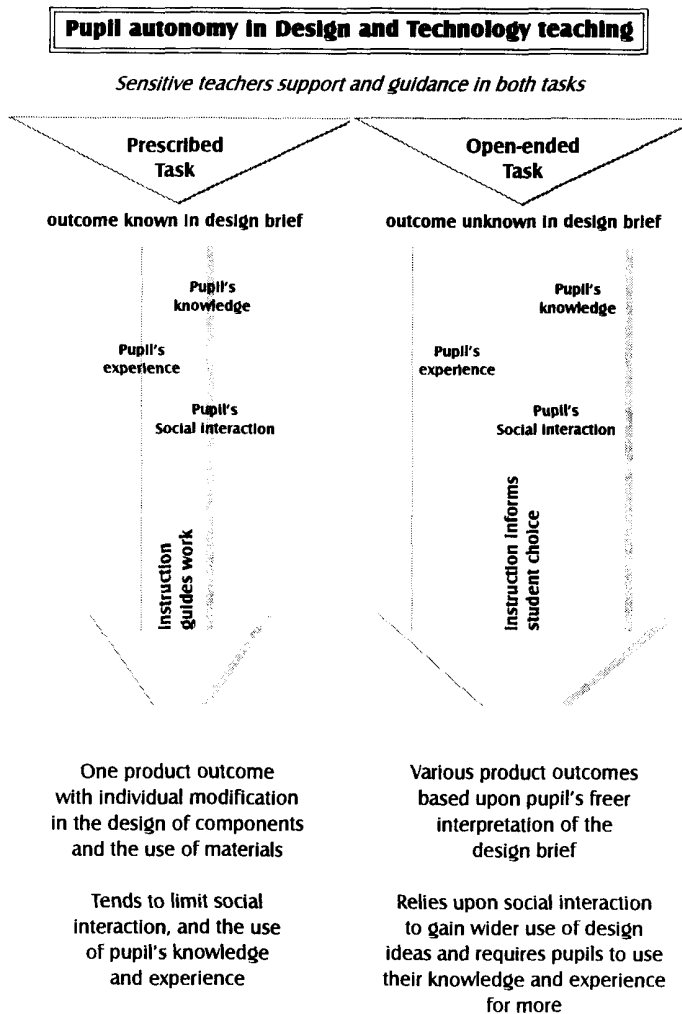 Pupil autonomy in Design and Technology teaching
Sensitive teachers support and guidance in both tasks
Prescribed
Task
outcome known in design brief
Pupil's
knowledge
Pupil's
experience
Pupil's
Social interaction
Instruction
guides work
One product outcome
with individual modification
in the design of components
and the use of materials
Tends to limit social
interaction, and the use
of pupil's knowledge
and experience
Open-ended
Task
outcome unknown in design brief
Pupil's
knowledge
Pupil's
experience
Pupil's
Social interaction
Instruction informs
student choice
Various product outcomes
based upon pupil's freer
interpretation of the
design brief
Relies upon social interaction
to gain wider use of design
ideas and requires pupils to use
their knowledge and experience
for more